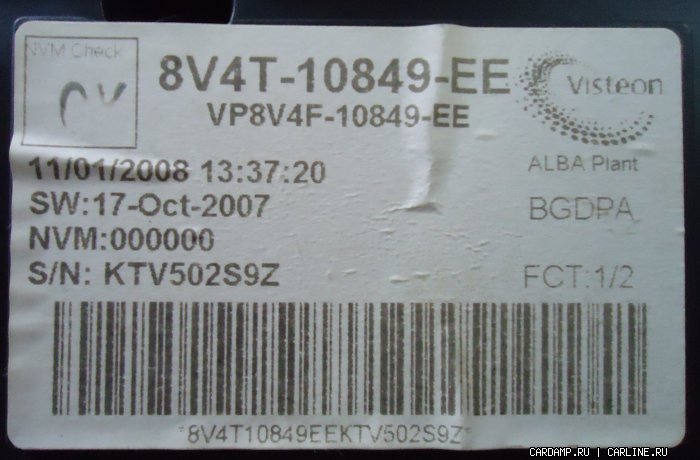 NVM Check
OK
8V4T-10849-EE
VP8V4F-10849-EE
Visteon
11/01/2008 13:37:20
ALBA Plant
SW:17-Oct-2007
BGDPA
NVM:000000
S/N: KTV502S9Z
FCT:1/2
*8V4T10849EEKTV502S9Z*
CARDAMP.RU | CARLINE.RU